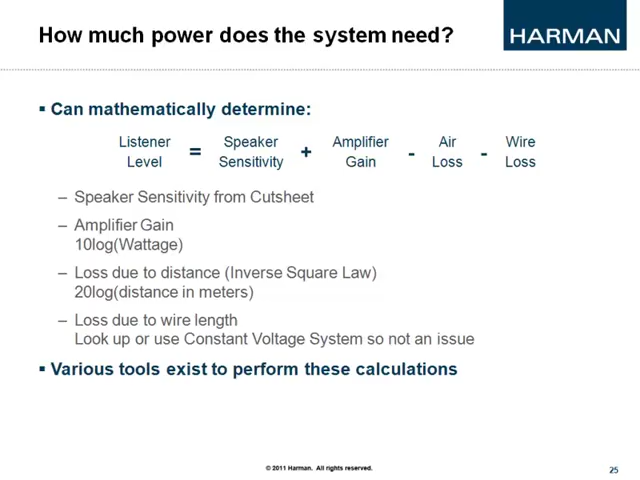 How much power does the system need?
HARMAN
▪ Can mathematically determine:
Listener Level = Speaker Sensitivity + Amplifier Gain - Air Loss - Wire Loss
– Speaker Sensitivity from Cutsheet
– Amplifier Gain
10log(Wattage)
– Loss due to distance (Inverse Square Law)
20log(distance in meters)
– Loss due to wire length
Look up or use Constant Voltage System so not an issue
▪ Various tools exist to perform these calculations
© 2011 Harman. All rights reserved.
25